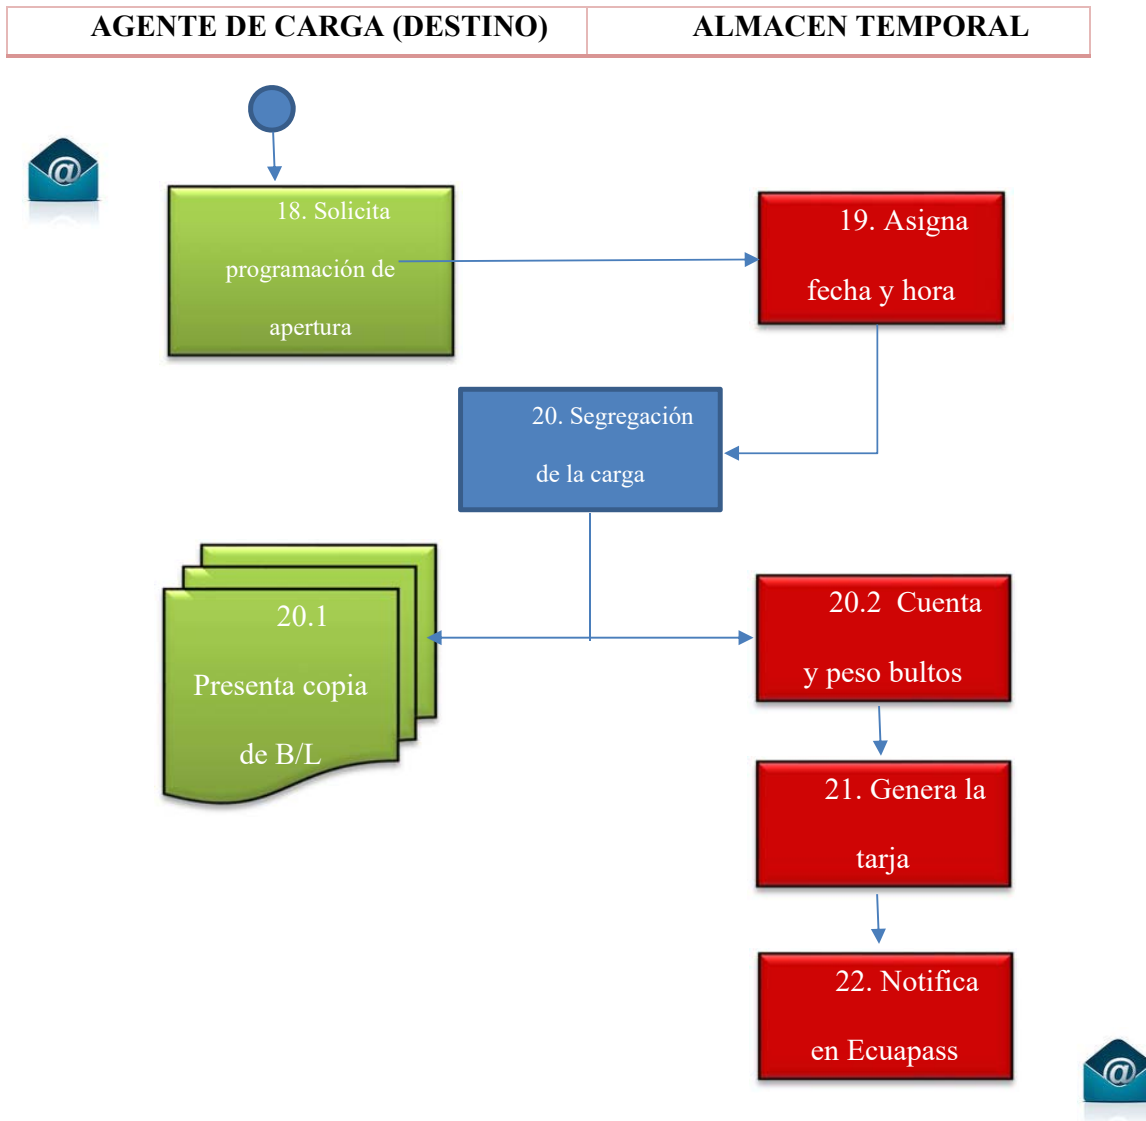 AGENTE DE CARGA (DESTINO)
ALMACEN TEMPORAL
@
18. Solicita
programación de
apertura
19. Asigna
fecha y hora
20. Segregación
de la carga
20.1
Presenta copia
de B/L
20.2 Cuenta
y peso bultos
21. Genera la
tarja
22. Notifica
en Ecuapass
@